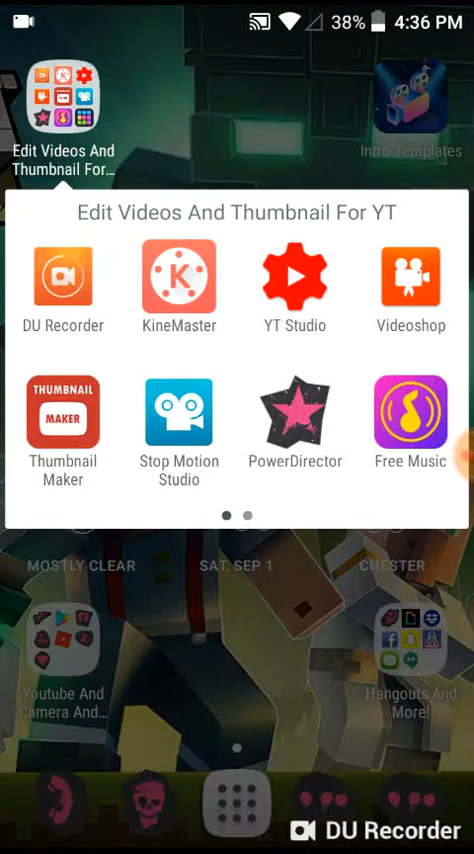 38% 4:36 PM
Edit Videos And
Thumbnail For...
Intro Templates
Edit Videos And Thumbnail For YT
DU Recorder
KineMaster
YT Studio
Videoshop
THUMBNAIL
MAKER
Thumbnail
Maker
Stop Motion
Studio
PowerDirector
Free Music
MOSTLY CLEAR
SAT, SEP 1
CHESTER
Youtube And
Camera And...
Hangouts And
More!
DU Recorder